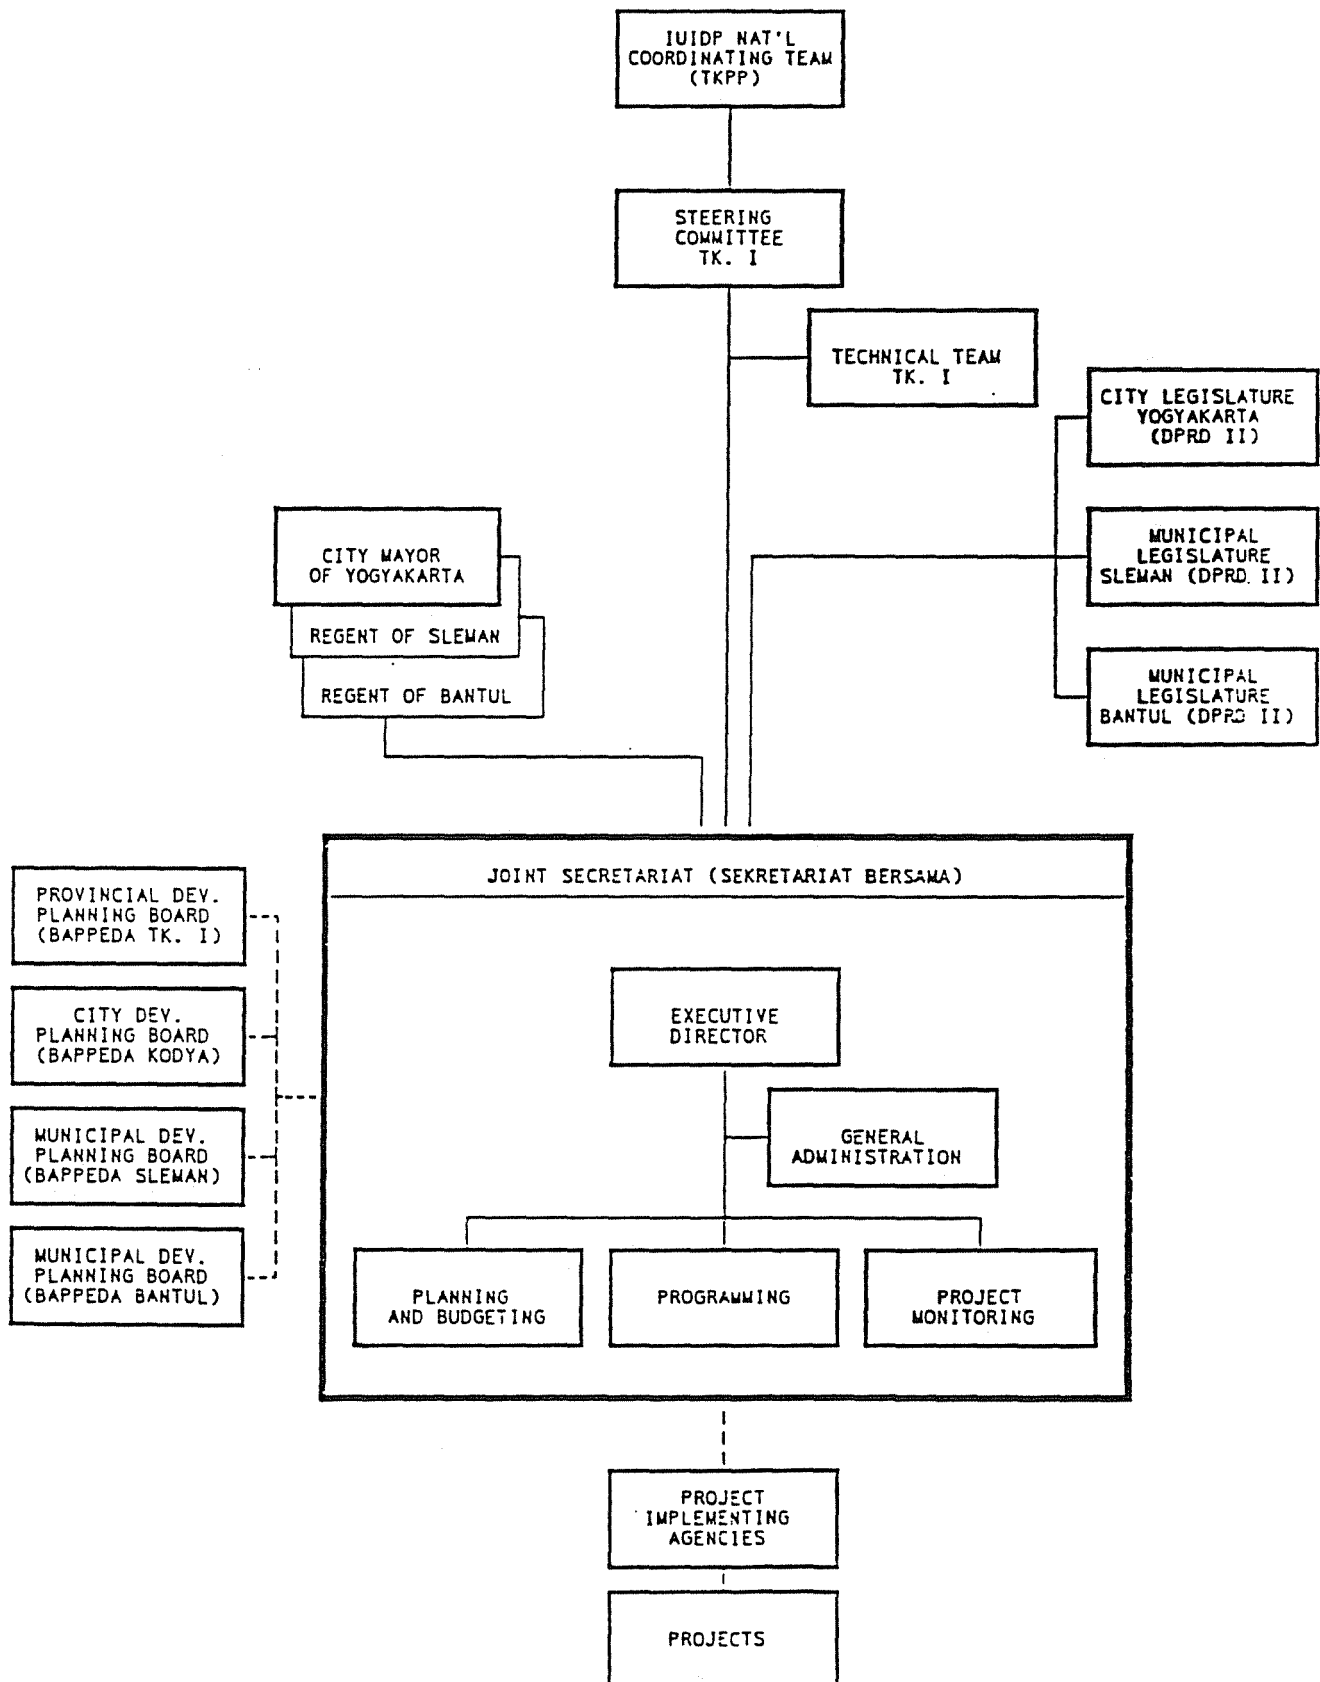 IUIDP NAT'L
COORDINATING TEAM
(TKPP)
STEERING
COMMITTEE
TK. I
TECHNICAL TEAM
TK. I
CITY LEGISLATURE
YOGYAKARTA
(DPRD II)
MUNICIPAL
LEGISLATURE
SLEMAN (DPRD II)
MUNICIPAL
LEGISLATURE
BANTUL (DPRD II)
CITY MAYOR
OF YOGYAKARTA
REGENT OF SLEMAN
REGENT OF BANTUL
JOINT SECRETARIAT (SEKRETARIAT BERSAMA)
PROVINCIAL DEV.
PLANNING BOARD
(BAPPEDA TK. I)
CITY DEV.
PLANNING BOARD
(BAPPEDA KODYA)
MUNICIPAL DEV.
PLANNING BOARD
(BAPPEDA SLEMAN)
MUNICIPAL DEV.
PLANNING BOARD
(BAPPEDA BANTUL)
EXECUTIVE
DIRECTOR
GENERAL
ADMINISTRATION
PLANNING
AND BUDGETING
PROGRAMMING
PROJECT
MONITORING
PROJECT
IMPLEMENTING
AGENCIES
PROJECTS